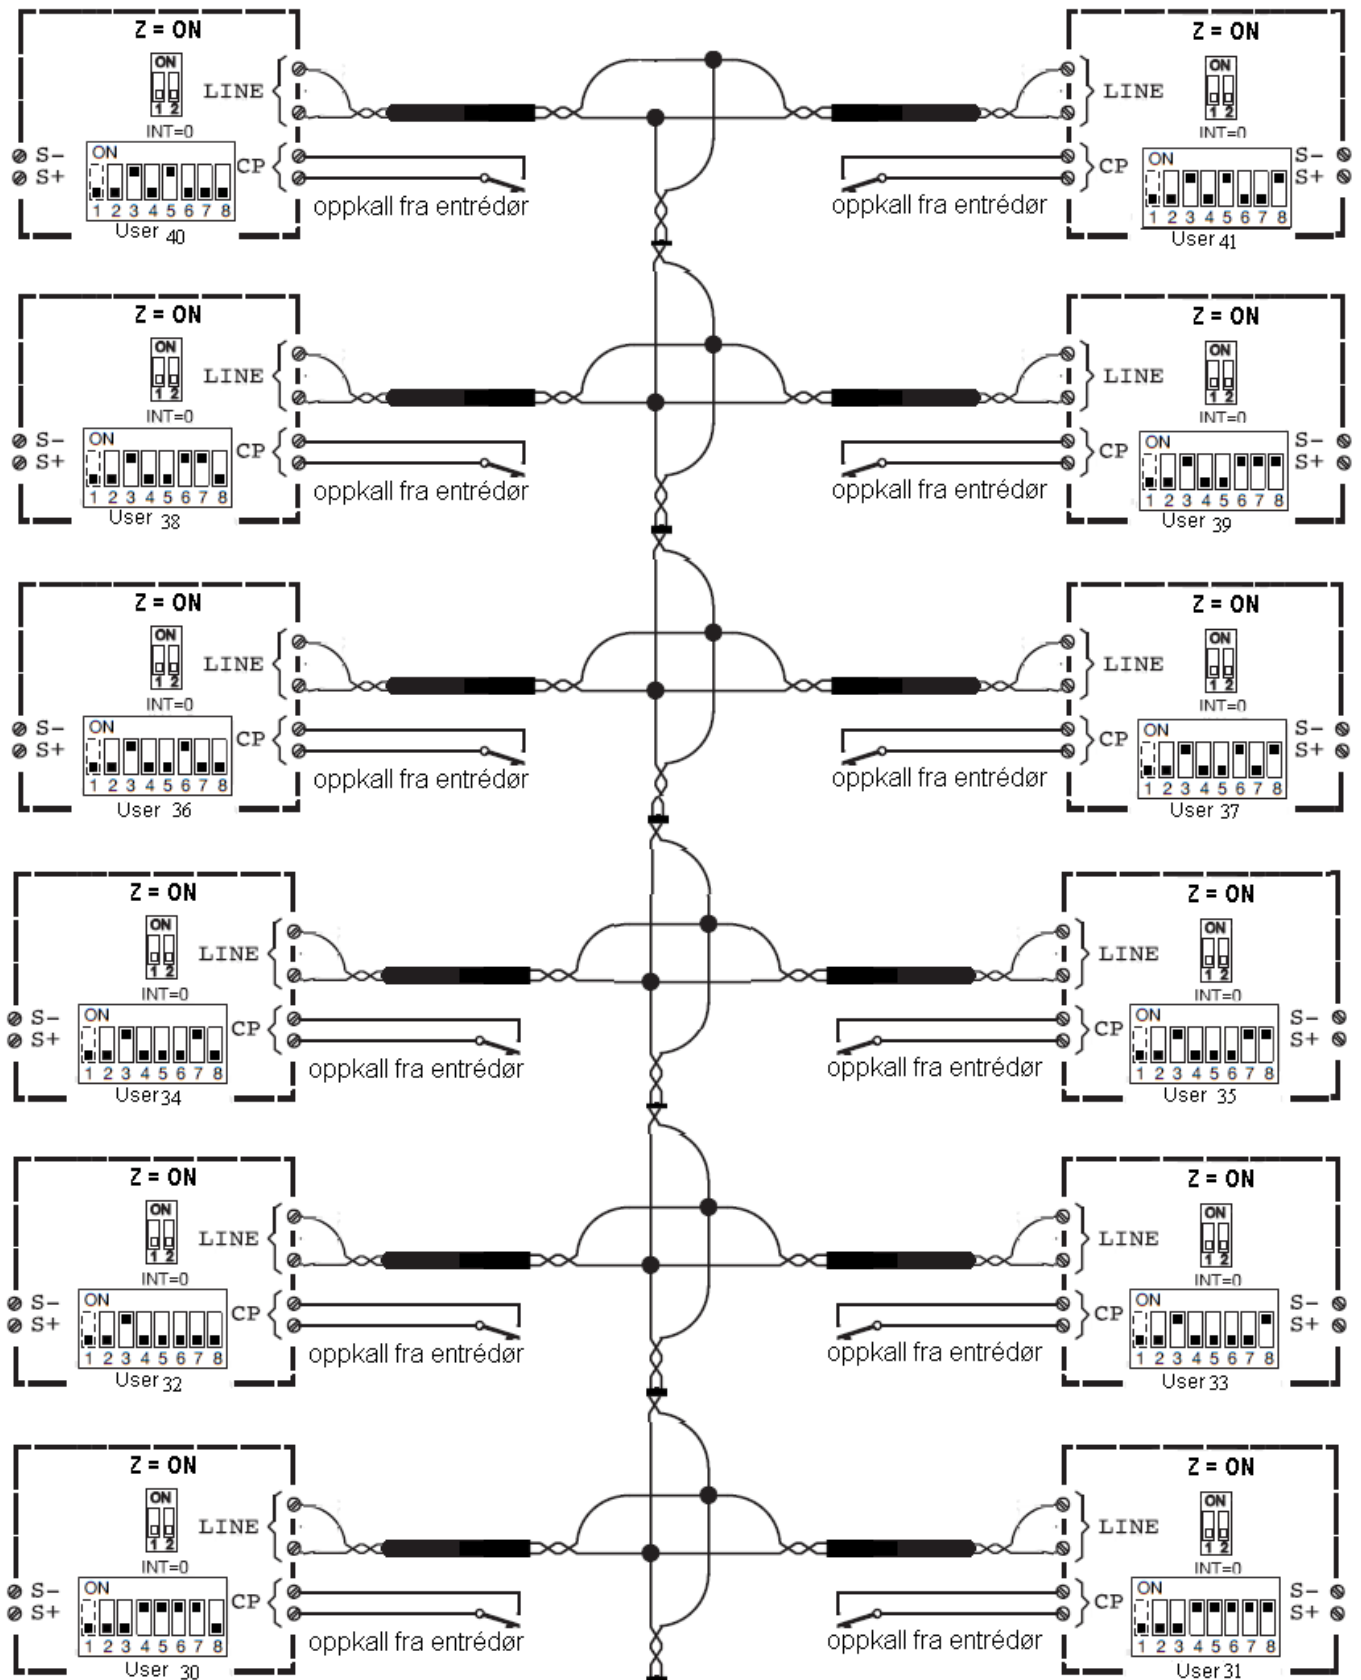 Z = ON
ON
1 2
LINE
INT=0
S-
S+
ON
CP
1 2 3 4 5 6 7 8
User 40
oppkall fra entrédør
Z = ON
ON
1 2
LINE
INT=0
ON
CP
S-
S+
1 2 3 4 5 6 7 8
User 41
oppkall fra entrédør
Z = ON
ON
1 2
LINE
INT=0
S-
S+
ON
CP
1 2 3 4 5 6 7 8
User 38
oppkall fra entrédør
Z = ON
ON
1 2
LINE
INT=0
ON
CP
S-
S+
1 2 3 4 5 6 7 8
User 39
oppkall fra entrédør
Z = ON
ON
1 2
LINE
INT=0
S-
S+
ON
CP
1 2 3 4 5 6 7 8
User 36
oppkall fra entrédør
Z = ON
ON
1 2
LINE
INT=0
ON
CP
S-
S+
1 2 3 4 5 6 7 8
User 37
oppkall fra entrédør
Z = ON
ON
1 2
LINE
INT=0
S-
S+
ON
CP
1 2 3 4 5 6 7 8
User 34
oppkall fra entrédør
Z = ON
ON
1 2
LINE
INT=0
ON
CP
S-
S+
1 2 3 4 5 6 7 8
User 35
oppkall fra entrédør
Z = ON
ON
1 2
LINE
INT=0
S-
S+
ON
CP
1 2 3 4 5 6 7 8
User 32
oppkall fra entrédør
Z = ON
ON
1 2
LINE
INT=0
ON
CP
S-
S+
1 2 3 4 5 6 7 8
User 33
oppkall fra entrédør
Z = ON
ON
1 2
LINE
INT=0
S-
S+
ON
CP
1 2 3 4 5 6 7 8
User 30
oppkall fra entrédør
Z = ON
ON
1 2
LINE
INT=0
ON
CP
S-
S+
1 2 3 4 5 6 7 8
User 31
oppkall fra entrédør